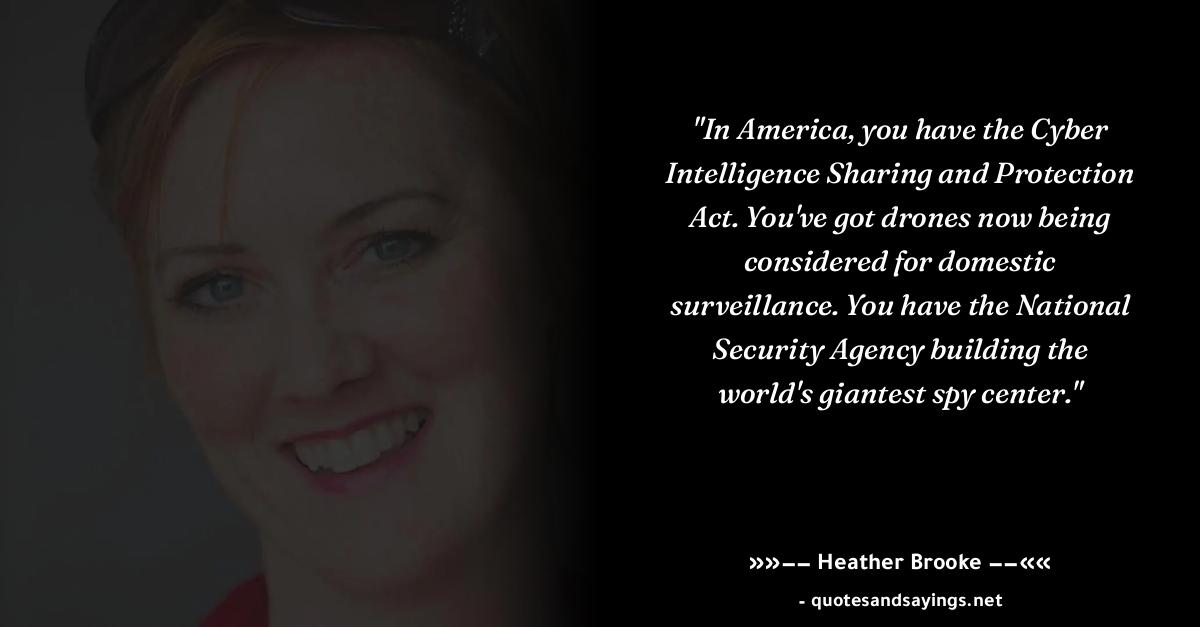 "In America, you have the Cyber
Intelligence Sharing and Protection
Act. You've got drones now being
considered for domestic
surveillance. You have the National
Security Agency building the
world's giantest spy center."
»»−− Heather Brooke −−««
- quotesandsayings.net